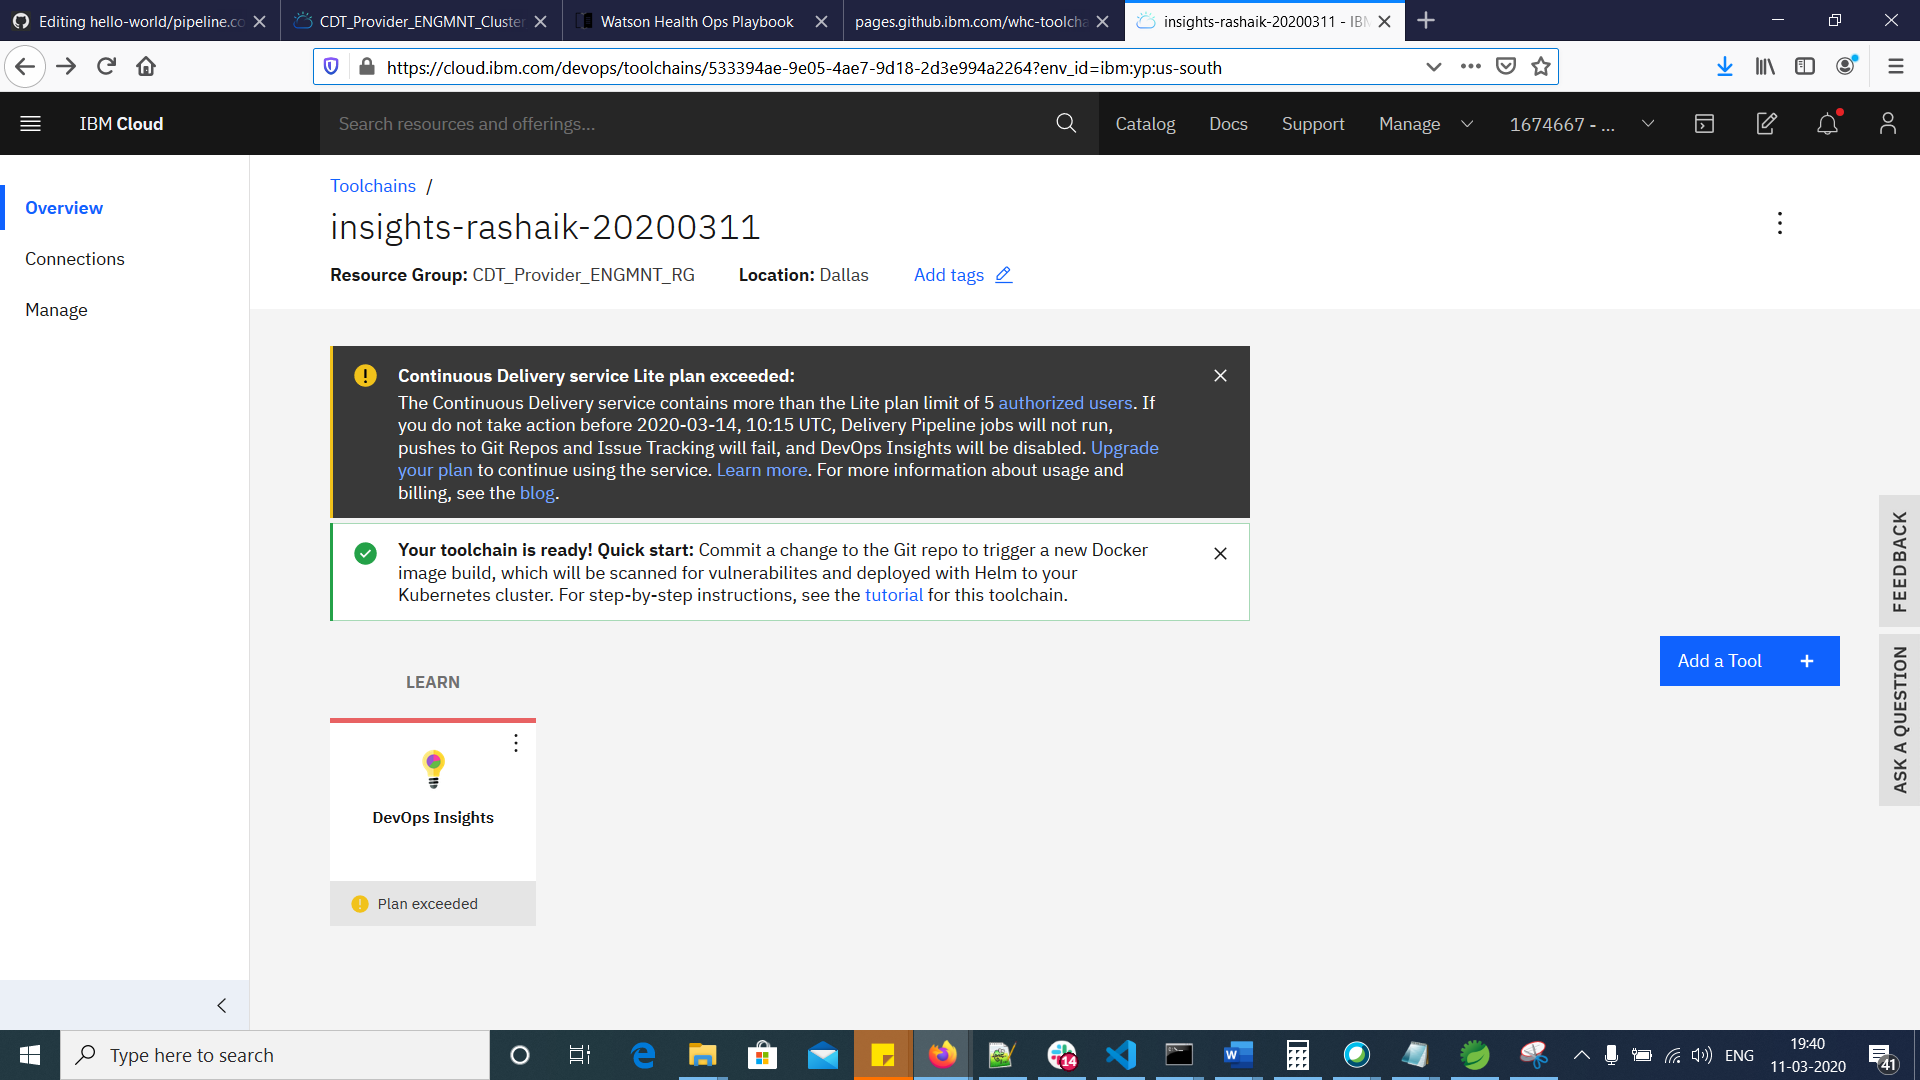 Editing hello-world/pipeline.co
CDT_Provider_ENGMNT_Cluster
Watson Health Ops Playbook
pages.github.ibm.com/whc-toolcha
insights-rashaik-20200311 - IBM
https://cloud.ibm.com/devops/toolchains/533394ae-9e05-4ae7-9d18-2d3e994a2264?env_id=ibm:yp:us-south
IBM Cloud
Search resources and offerings...
Catalog
Docs
Support
Manage
1674667 - ...
Overview
Connections
Manage
Toolchains /
insights-rashaik-20200311
Resource Group: CDT_Provider_ENGMNT_RG
Location: Dallas
Add tags
Continuous Delivery service Lite plan exceeded:
The Continuous Delivery service contains more than the Lite plan limit of 5 authorized users. If
you do not take action before 2020-03-14, 10:15 UTC, Delivery Pipeline jobs will not run,
pushes to Git Repos and Issue Tracking will fail, and DevOps Insights will be disabled. Upgrade
your plan to continue using the service. Learn more. For more information about usage and
billing, see the blog.
Your toolchain is ready! Quick start: Commit a change to the Git repo to trigger a new Docker
image build, which will be scanned for vulnerabilites and deployed with Helm to your
Kubernetes cluster. For step-by-step instructions, see the tutorial for this toolchain.
FEEDBACK
ASK A QUESTION
Add a Tool +
LEARN
DevOps Insights
Plan exceeded
Type here to search
14
ENG
19:40
11-03-2020
41